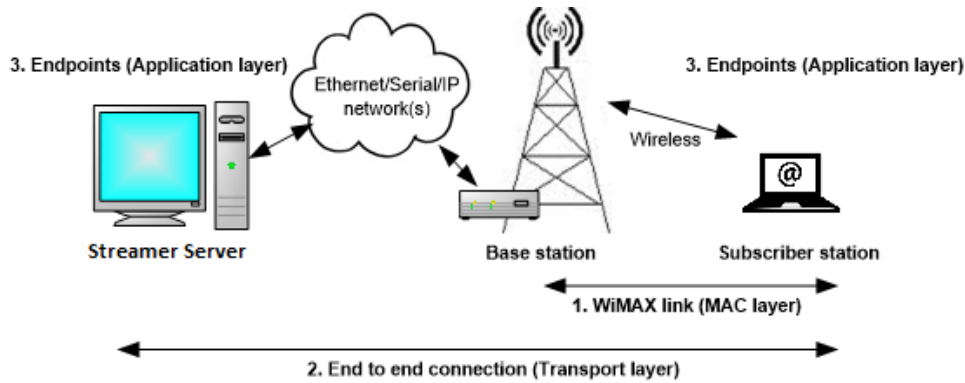 3. Endpoints (Application layer)
3. Endpoints (Application layer)
Ethernet/Serial/IP
network(s)
Wireless
@
Streamer Server
Base station
Subscriber station
1. WiMAX link (MAC layer)
2. End to end connection (Transport layer)